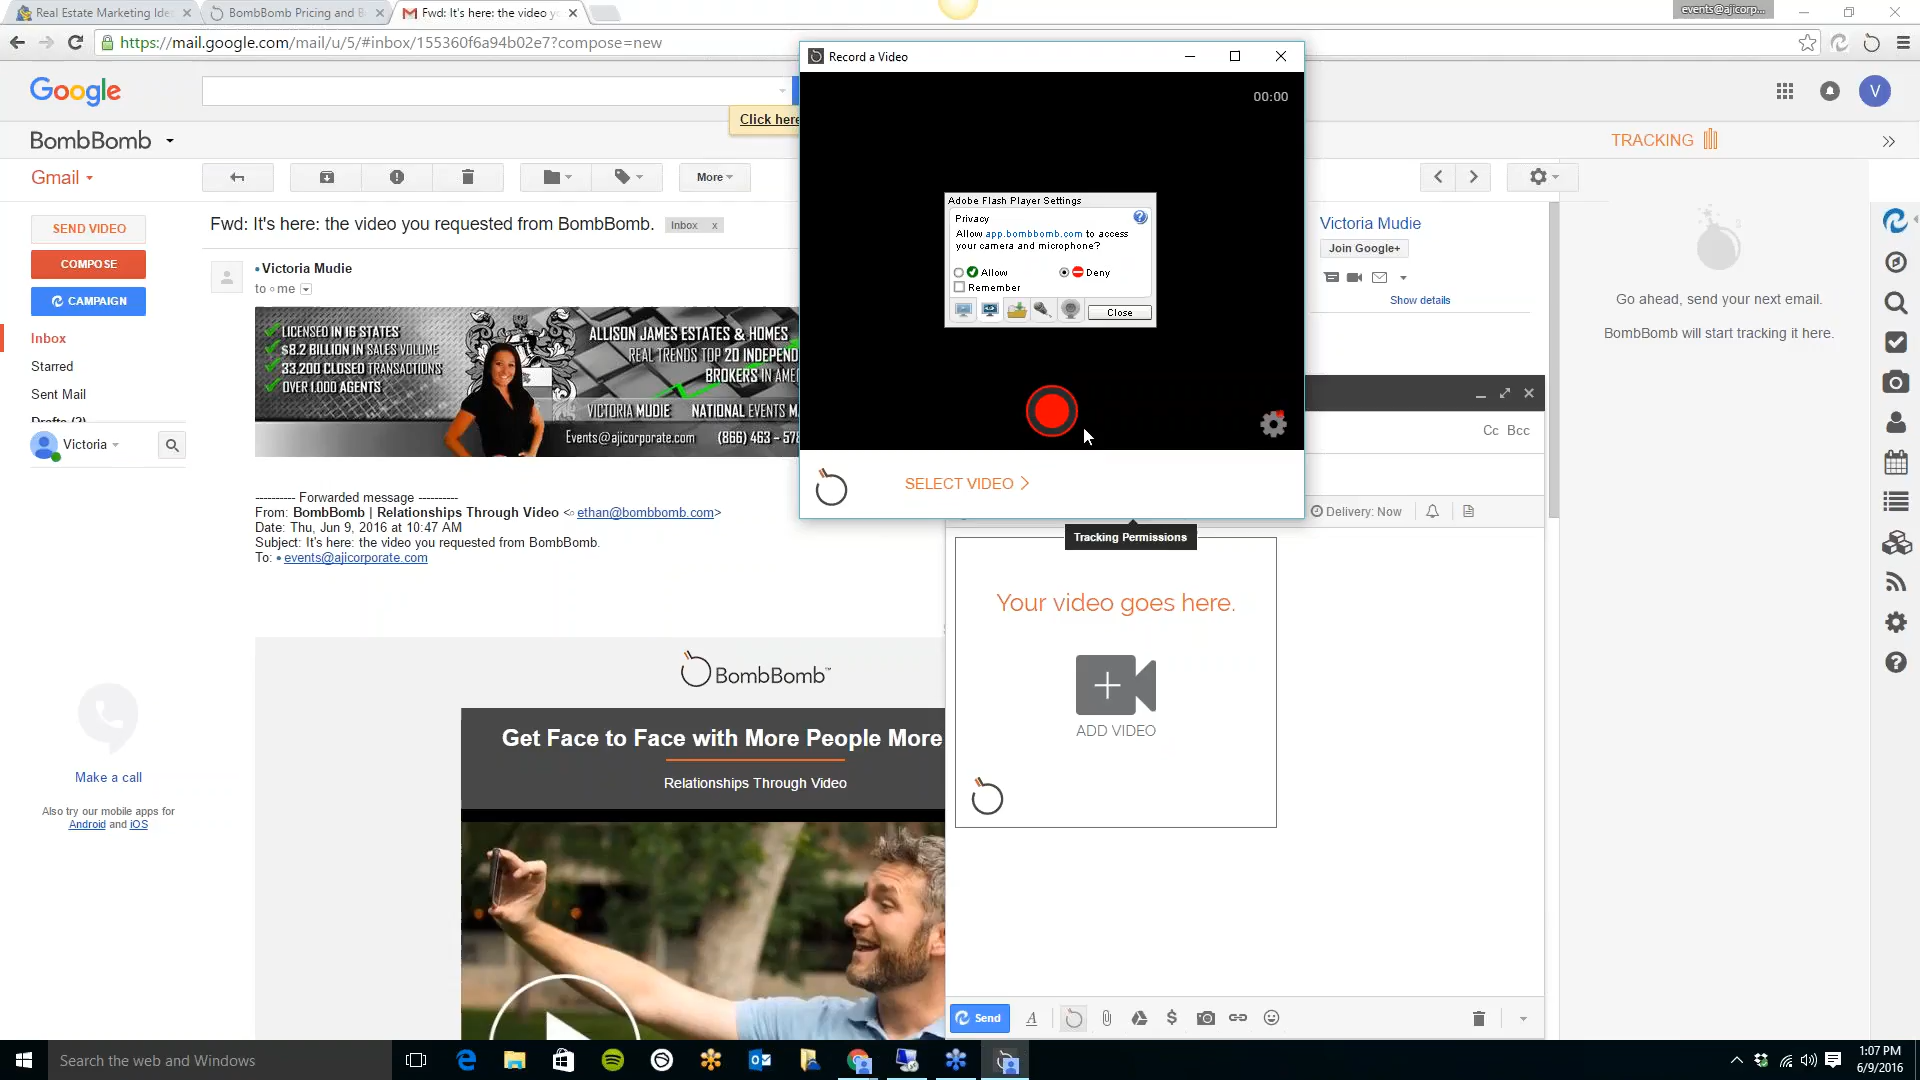 Real Estate Marketing Ide
BombBomb Pricing and B
Fwd: It's here: the video y
events@ajicorp...
https://mail.google.com/mail/u/5/#inbox/155360f6a94b02e7?compose=new
Record a Video
00:00
Google
Click here
V
BombBomb
TRACKING
Gmail
More
SEND VIDEO
COMPOSE
CAMPAIGN
Fwd: It's here: the video you requested from BombBomb.
Inbox x
Victoria Mudie
to me
Adobe Flash Player Settings
Privacy
Allow app.bombbomb.com to access
your camera and microphone?
Allow
Deny
Remember
Close
Victoria Mudie
Join Google+
Show details
Go ahead, send your next email.
BombBomb will start tracking it here.
LICENSED IN 16 STATES
$8.2 BILLION IN SALES VOLUME
33,200 CLOSED TRANSACTIONS
OVER 1,000 AGENTS
ALLISON JAMES ESTATES & HOMES
REAL TRENDS TOP 20 INDEPEND
BROKERS IN AME
VICTORIA MUDIE NATIONAL EVENTS M
Events@ajicorporate.com (866) 463-578
Inbox
Starred
Sent Mail
Drafts (2)
Victoria
Cc Bcc
SELECT VIDEO
Delivery: Now
Tracking Permissions
---------- Forwarded message ----------
From: BombBomb | Relationships Through Video <ethan@bombbomb.com>
Date: Thu, Jun 9, 2016 at 10:47 AM
Subject: It's here: the video you requested from BombBomb.
To: events@ajicorporate.com
Your video goes here.
ADD VIDEO
BombBomb™
Get Face to Face with More People More
Relationships Through Video
Make a call
Also try our mobile apps for
Android and iOS
Send
Search the web and Windows
1:07 PM
6/9/2016